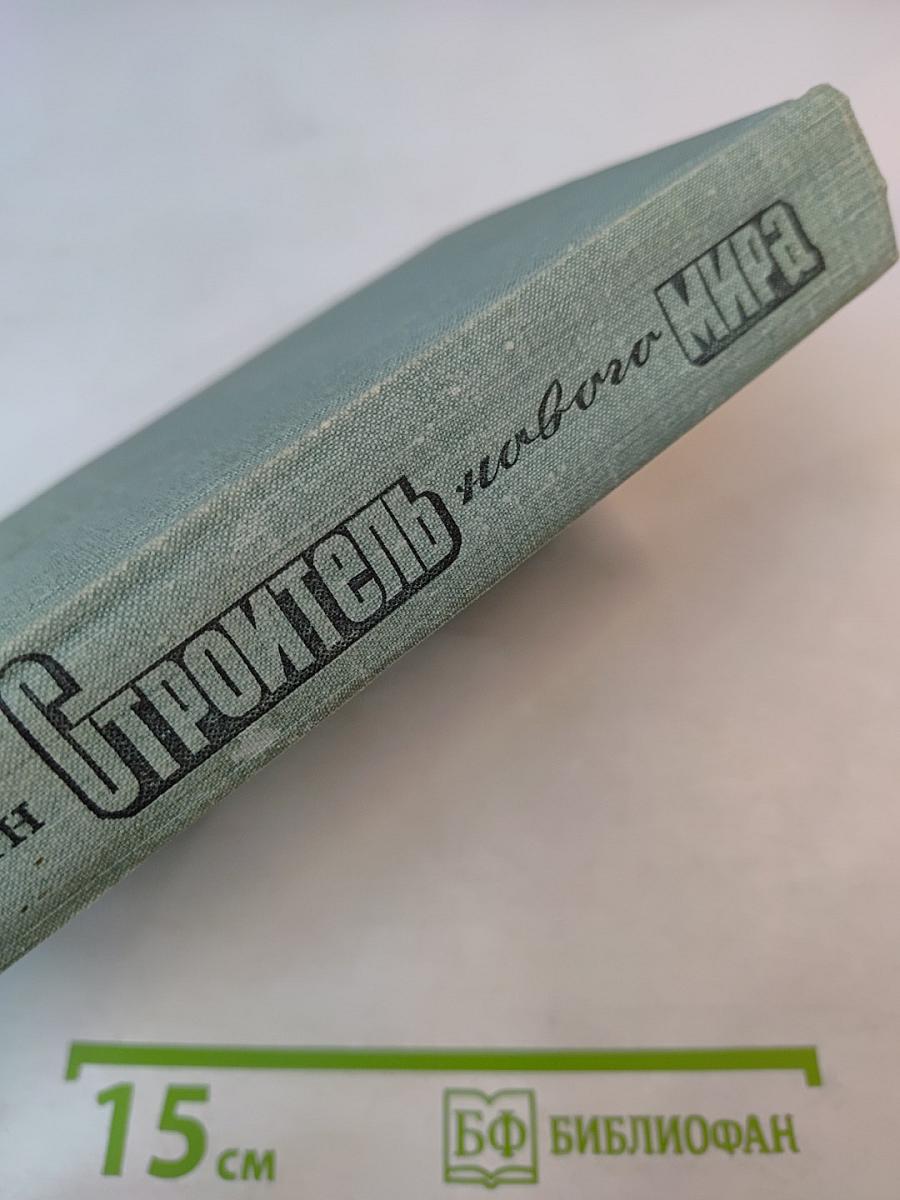 Строитель нового мира
15 см
БФ БИБЛИОФАН